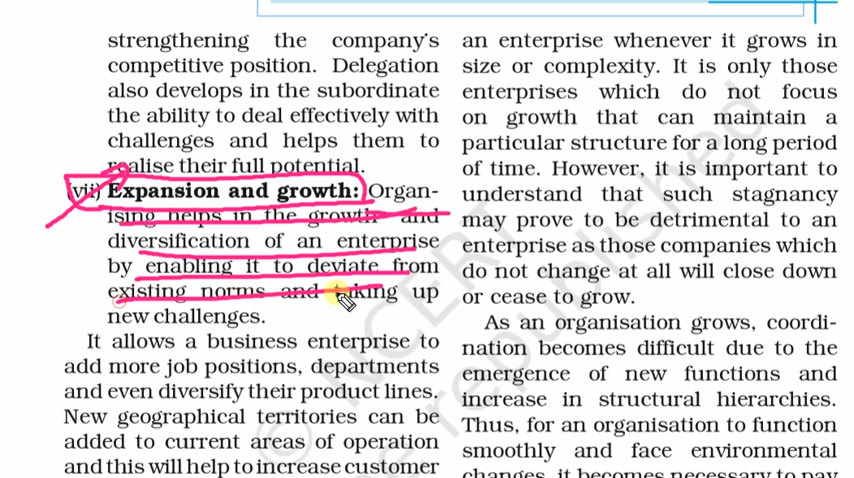 strengthening the company's
competitive position. Delegation
also develops in the subordinate
the ability to deal effectively with
challenges and helps them to
realise their full potential.
(vii) Expansion and growth: Organ-
ising helps in the growth and
diversification of an enterprise
by enabling it to deviate from
existing norms and taking up
new challenges.
It allows a business enterprise to
add more job positions, departments
and even diversify their product lines.
New geographical territories can be
added to current areas of operation
and this will help to increase customer
an enterprise whenever it grows in
size or complexity. It is only those
enterprises which do not focus
on growth that can maintain a
particular structure for a long period
of time. However, it is important to
understand that such stagnancy
may prove to be detrimental to an
enterprise as those companies which
do not change at all will close down
or cease to grow.
As an organisation grows, coordi-
nation becomes difficult due to the
emergence of new functions and
increase in structural hierarchies.
Thus, for an organisation to function
smoothly and face environmental
changes, it becomes necessary to pay
© NCERT
be republished